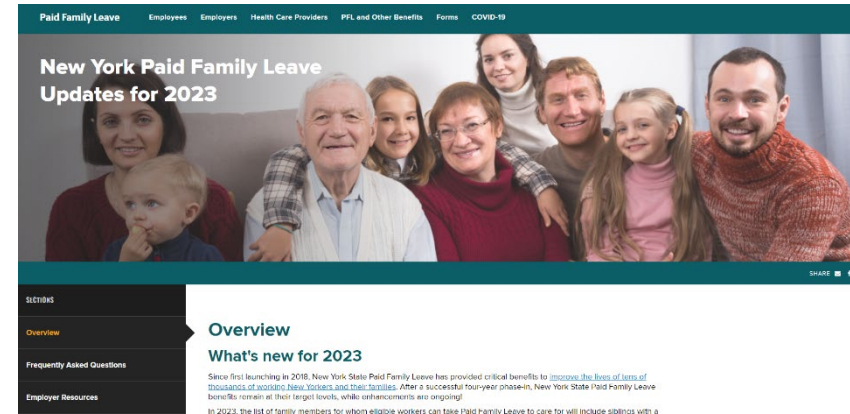 Paid Family Leave Employees Employers Health Care Providers PFL and Other Benefits Forms COVID-19
New York Paid Family Leave
Updates for 2023
SHARE
SECTIONS
Overview
Frequently Asked Questions
Employer Resources
Overview
What's new for 2023
Since first launching in 2018, New York State Paid Family Leave has provided critical benefits to improve the lives of tens of
thousands of working New Yorkers and their families. After a successful four-year phase-in, New York State Paid Family Leave
benefits remain at their target levels, while enhancements are ongoing!
In 2023, the list of family members for whom eligible workers can take Paid Family Leave to care for will include siblings with a